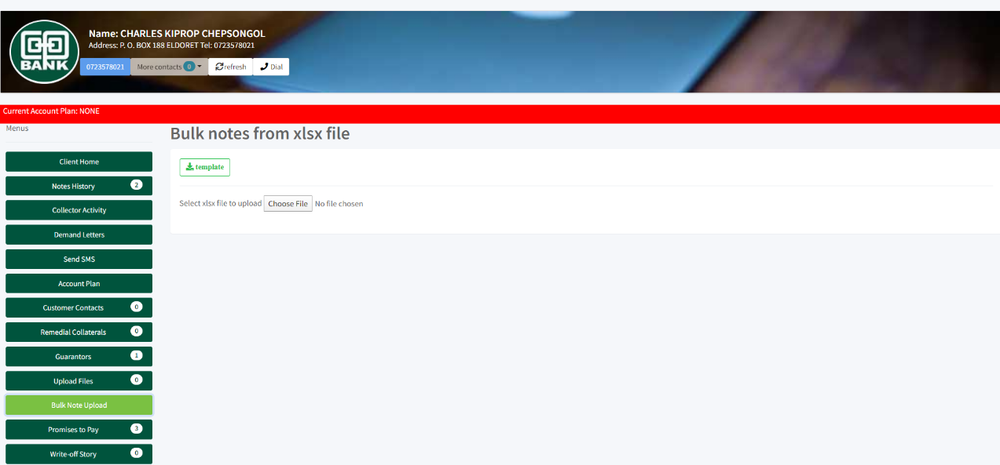 BANK
Name: CHARLES KIPROP CHEPSONGOL
Address: P. O. BOX 188 ELDORET Tel: 0723578021
0723578021 More contacts 0 refresh Dial
Current Account Plan: NONE
Menus
Bulk notes from xlsx file
template
Select xlsx file to upload Choose File No file chosen
Client Home
Notes History 2
Collector Activity
Demand Letters
Send SMS
Account Plan
Customer Contacts 0
Remedial Collaterals 0
Guarantors 1
Upload Files 0
Bulk Note Upload
Promises to Pay 3
Write-off Story 0